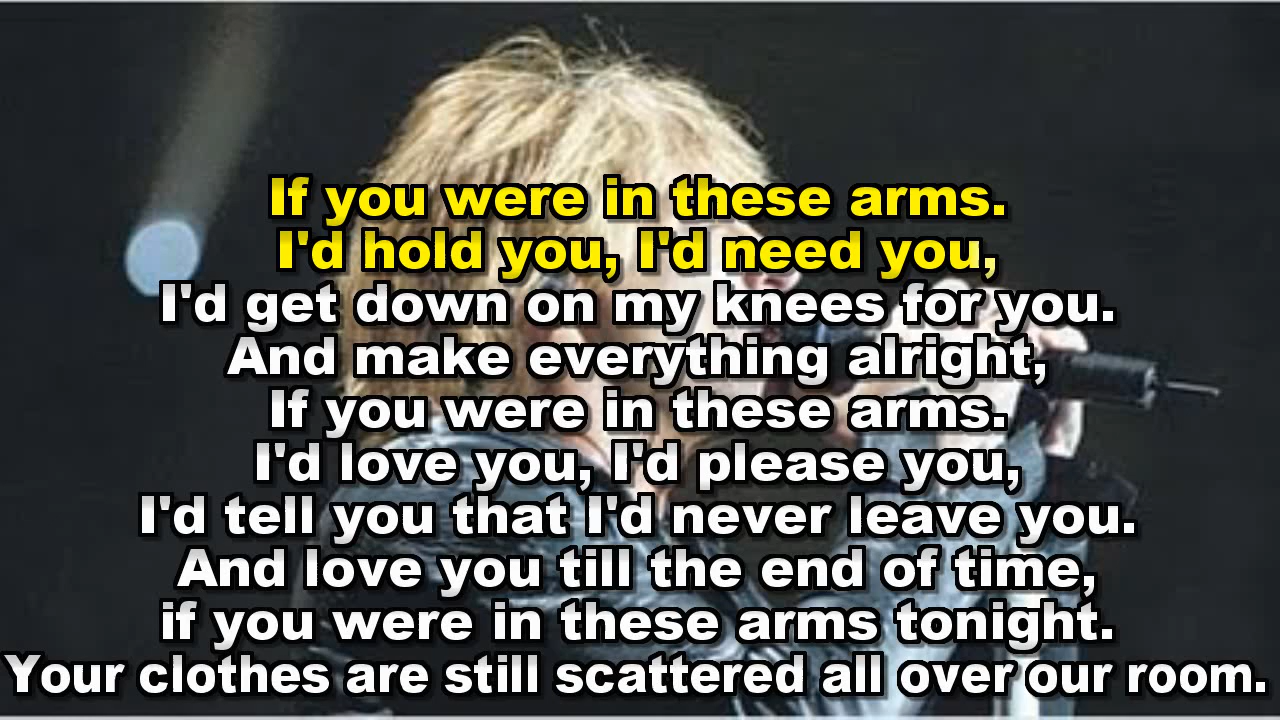 If you were in these arms.
I'd hold you, I'd need you,
I'd get down on my knees for you.
And make everything alright,
If you were in these arms.
I'd love you, I'd please you,
I'd tell you that I'd never leave you.
And love you till the end of time,
if you were in these arms tonight.
Your clothes are still scattered all over our room.